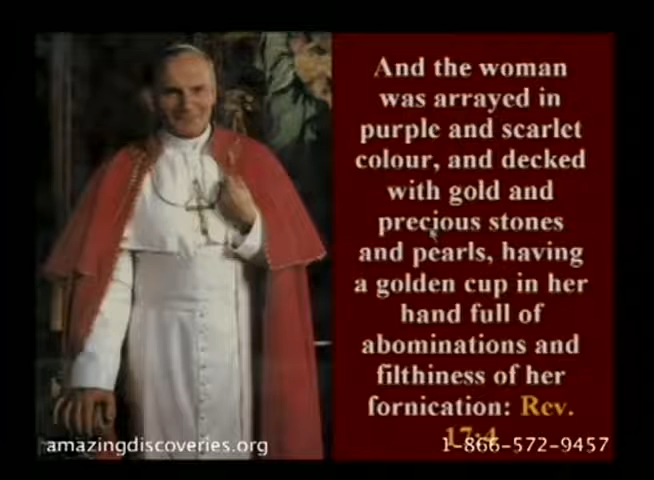 And the woman
was arrayed in
purple and scarlet
colour, and decked
with gold and
precious stones
and pearls, having
a golden cup in her
hand full of
abominations and
filthiness of her
fornication: Rev.
17:4
amazingdiscoveries.org
1-866-572-9457